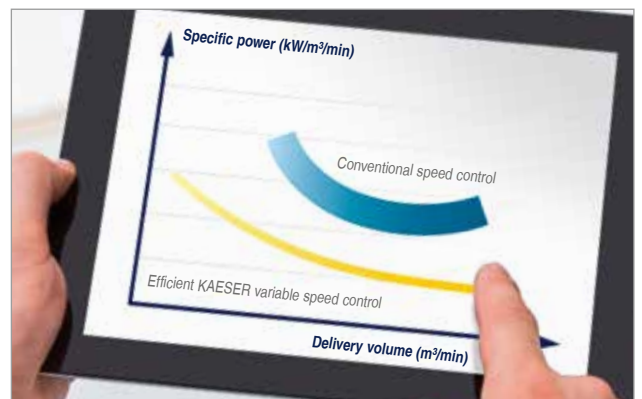 Specific power (kW/m³/min)
Conventional speed control
Efficient KAESER variable speed control
Delivery volume (m³/min)